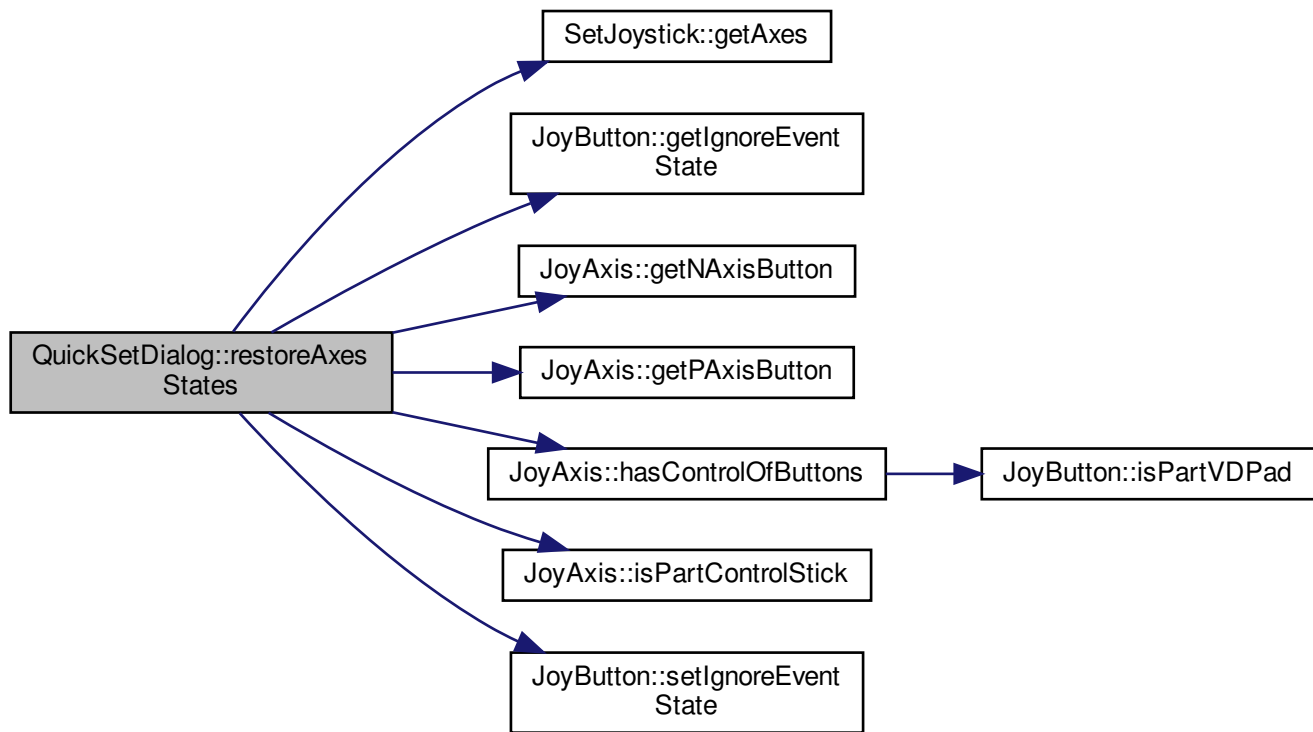 SetJoystick::getAxes
JoyButton::getIgnoreEvent
State
JoyAxis::getNAxisButton
QuickSetDialog::restoreAxes
States
JoyAxis::getPAxisButton
JoyAxis::hasControlOfButtons
JoyButton::isPartVDPad
JoyAxis::isPartControlStick
JoyButton::setIgnoreEvent
State